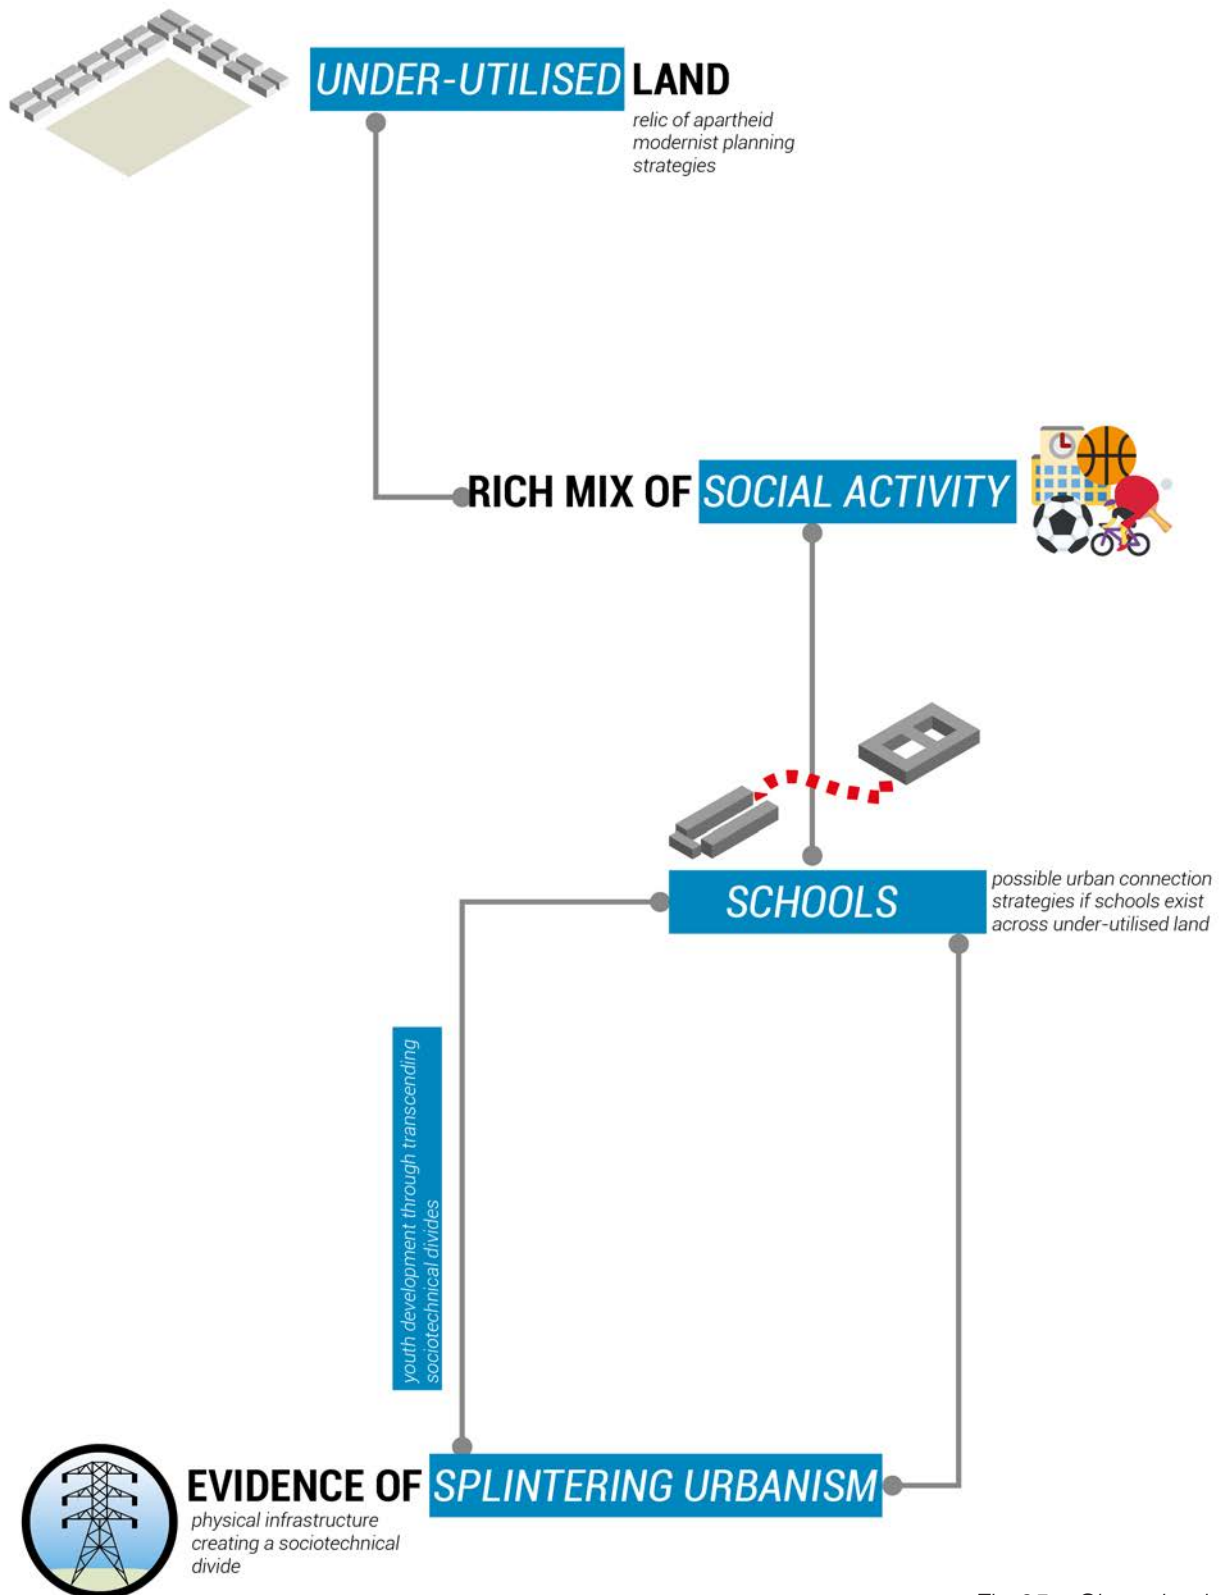 UNDER-UTILISED LAND
relic of apartheid
modernist planning
strategies
RICH MIX OF SOCIAL ACTIVITY
SCHOOLS
possible urban connection
strategies if schools exist
across under-utilised land
youth development through transcending
sociotechnical divides
EVIDENCE OF SPLINTERING URBANISM
physical infrastructure
creating a sociotechnical
divide